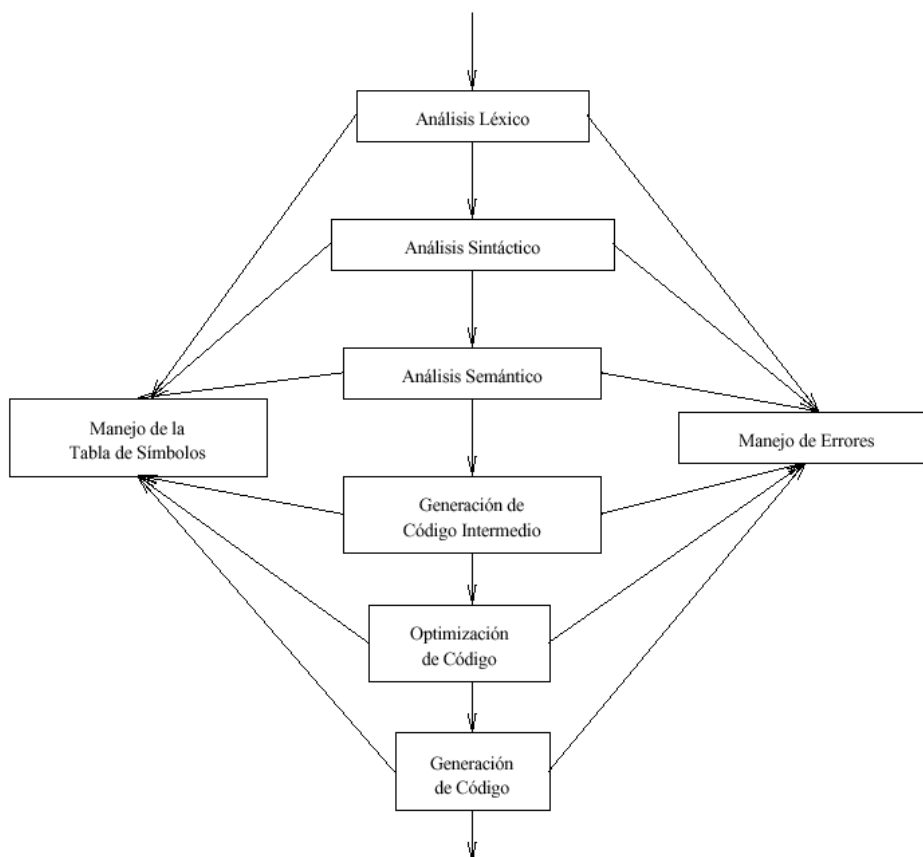 Análisis Léxico
Análisis Sintáctico
Análisis Semántico
Manejo de la
Tabla de Símbolos
Manejo de Errores
Generación de
Código Intermedio
Optimización
de Código
Generación
de Código